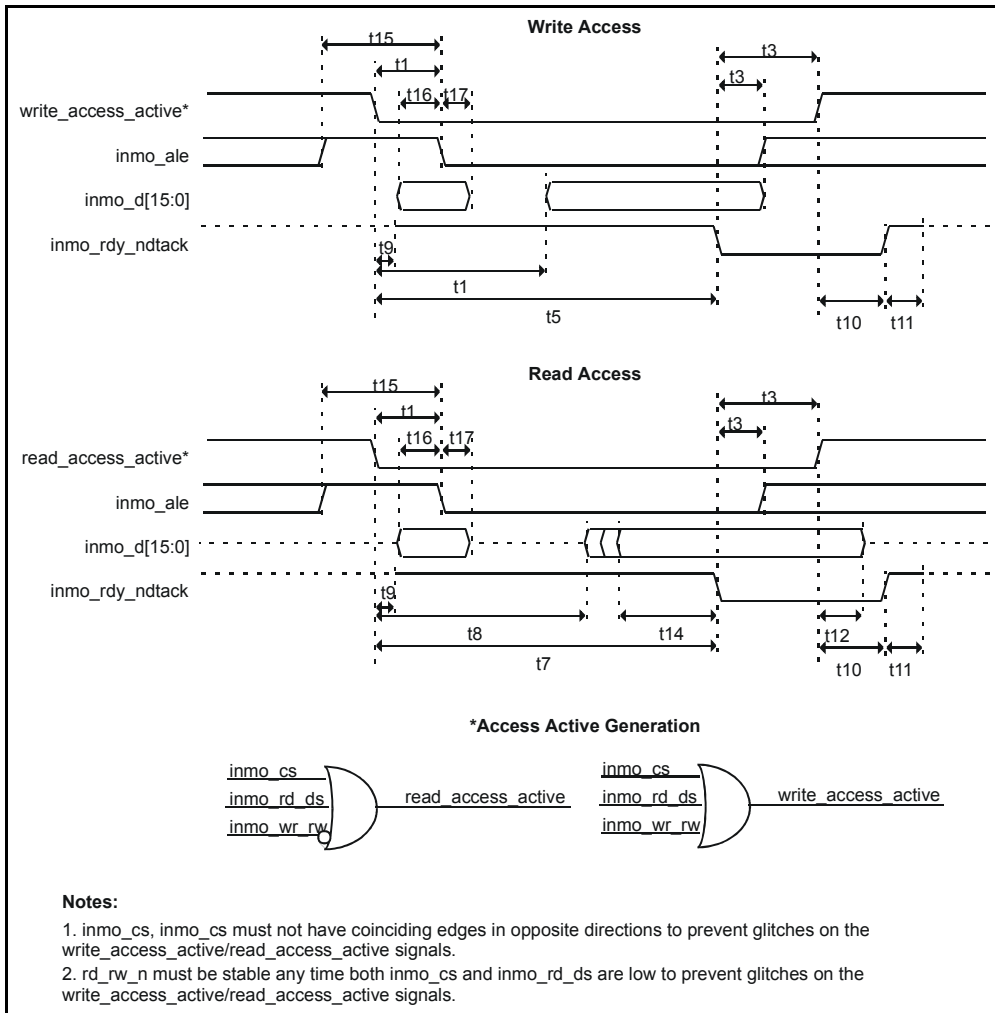 Write Access
t15
t3
t1
t3
t16 t17
write_access_active*
inmo_ale
inmo_d[15:0]
inmo_rdy_ndtack
t9
t1
t5
t10 t11
Read Access
t15
t3
t1
t3
t16 t17
read_access_active*
inmo_ale
inmo_d[15:0]
inmo_rdy_ndtack
t9
t8 t14 t12
t7
t10 t11
*Access Active Generation
inmo_cs inmo_cs
inmo_rd_ds read_access_active inmo_rd_ds write_access_active
inmo_wr_rw inmo_wr_rw
Notes:
1. inmo_cs, inmo_cs must not have coinciding edges in opposite directions to prevent glitches on the
write_access_active/read_access_active signals.
2. rd_rw_n must be stable any time both inmo_cs and inmo_rd_ds are low to prevent glitches on the
write_access_active/read_access_active signals.